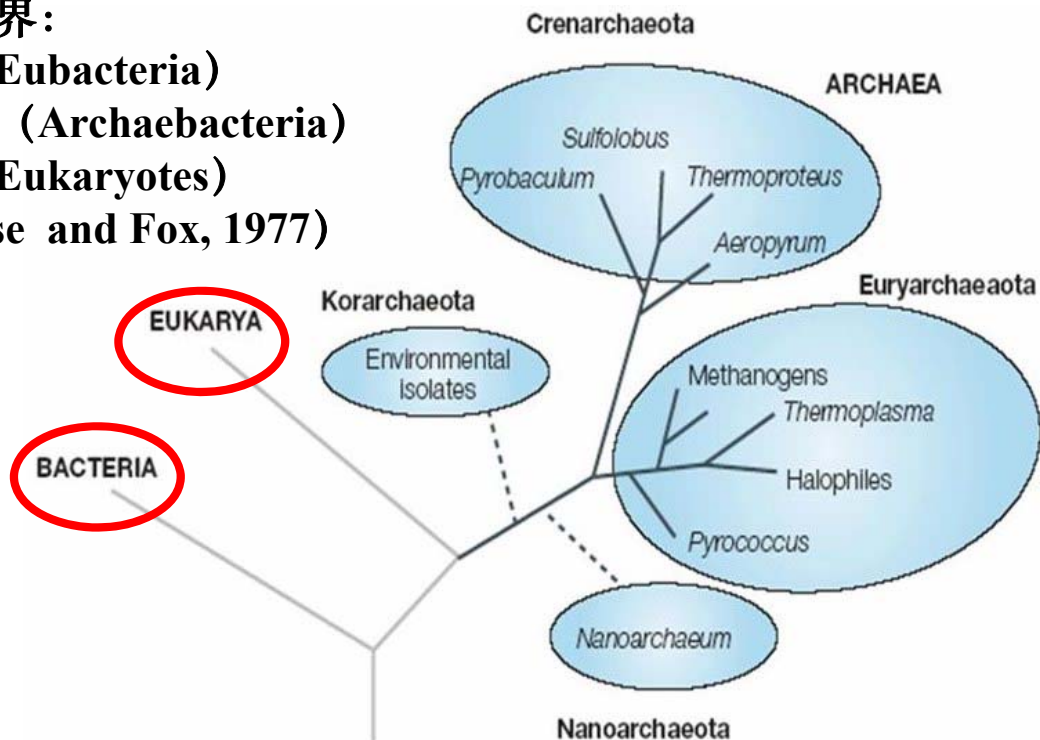 界：
Eubacteria）
（Archaebacteria）
Eukaryotes）
se and Fox, 1977）
Crenarchaeota
ARCHAEA
Sulfolobus
Pyrobaculum
Thermoproteus
Aeropyrum
Euryarchaeaota
Korarchaeota
EUKARYA
Environmental
isolates
Methanogens
Thermoplasma
BACTERIA
Halophiles
Pyrococcus
Nanoarchaeum
Nanoarchaeota